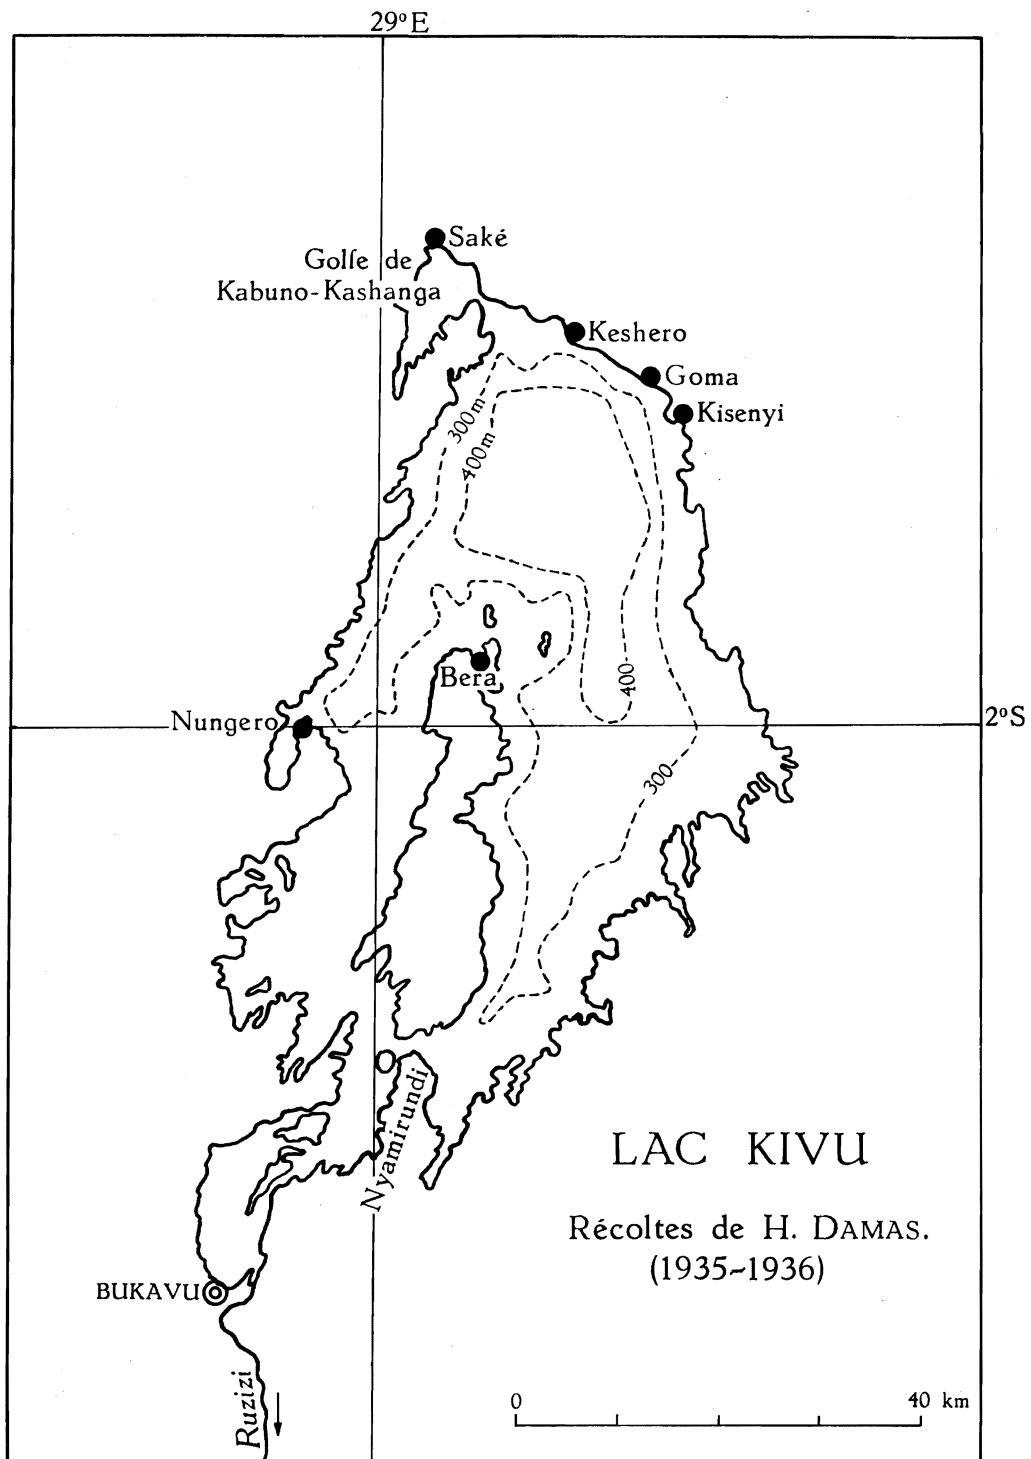 29° E
Saké
Golfe de
Kabuno-Kashanga
Keshero
Goma
Kisenyi
300m
400m
Bera
400
Nungero
2° S
300
Nyamirundi
LAC KIVU
Récoltes de H. DAMAS.
(1935~1936)
BUKAVU
Ruzizi
0
40 km